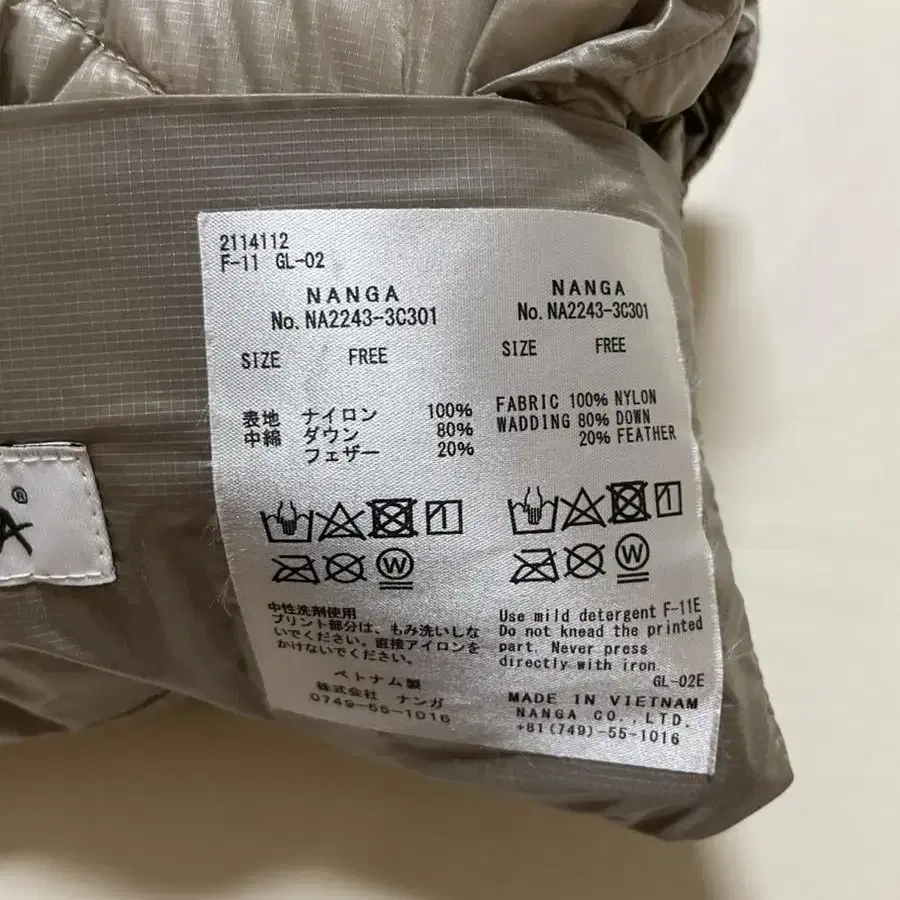 2114112
F-11 GL-02
NANGA
No. NA2243-3C301
SIZE FREE
表地 ナイロン 100%
中綿 ダウン 80%
フェザー 20%
W
中性洗剤使用
プリント部分は、もみ洗いしな
いでください。直接アイロンを
かけないでください。
ベトナム製
株式会社 ナンガ
0749-55-1016
NANGA
No. NA2243-3C301
SIZE FREE
FABRIC 100% NYLON
WADDING 80% DOWN
20% FEATHER
W
Use mild detergent F-11E
Do not knead the printed
part. Never press
directly with iron.
GL-02E
MADE IN VIETNAM
NANGA CO., LTD.
+81(749)-55-1016
A®